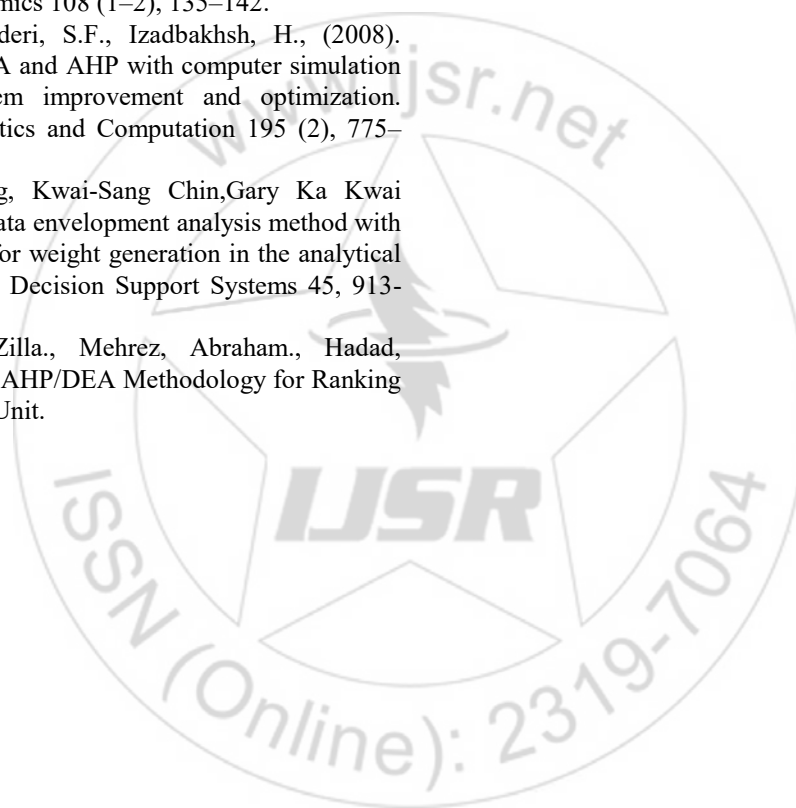 mics 108 (1–2), 135–142.
deri, S.F., Izadbakhsh, H., (2008).
A and AHP with computer simulation
em improvement and optimization.
tics and Computation 195 (2), 775–
g, Kwai-Sang Chin,Gary Ka Kwai
ata envelopment analysis method with
for weight generation in the analytical
Decision Support Systems 45, 913-
Zilla., Mehrez, Abraham., Hadad,
AHP/DEA Methodology for Ranking
Unit.
www.ijsr.net
IJSR
ISSN (Online): 2319-7064